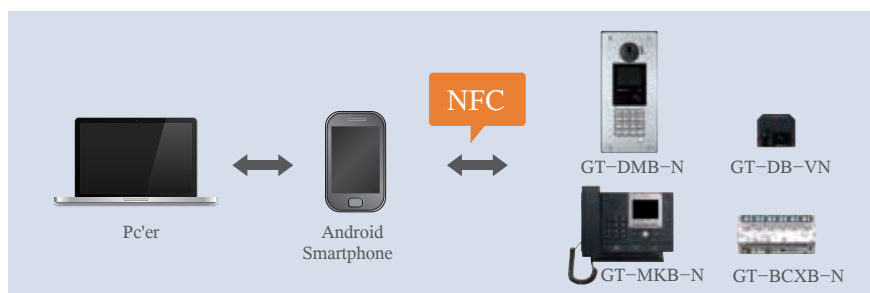 NFC
GT-DMB-N
GT-DB-VN
Pc'er
Android
Smartphone
GT-MKB-N
GT-BCXB-N